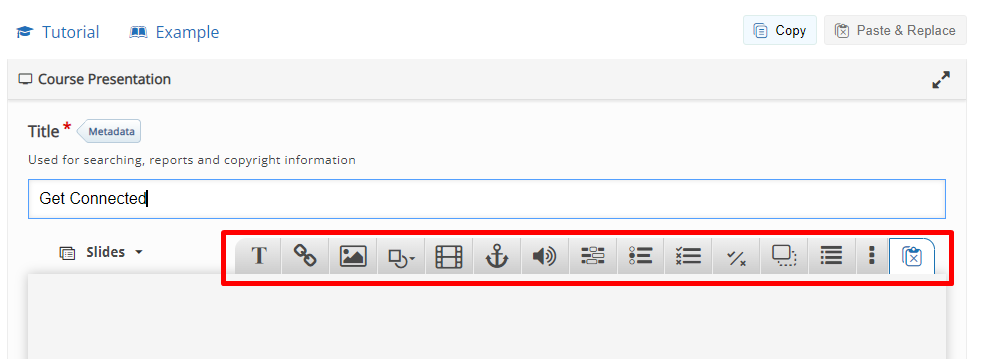 Tutorial Example Copy Paste & Replace
Course Presentation
Title * Metadata
Used for searching, reports and copyright information
Get Connected
Slides T